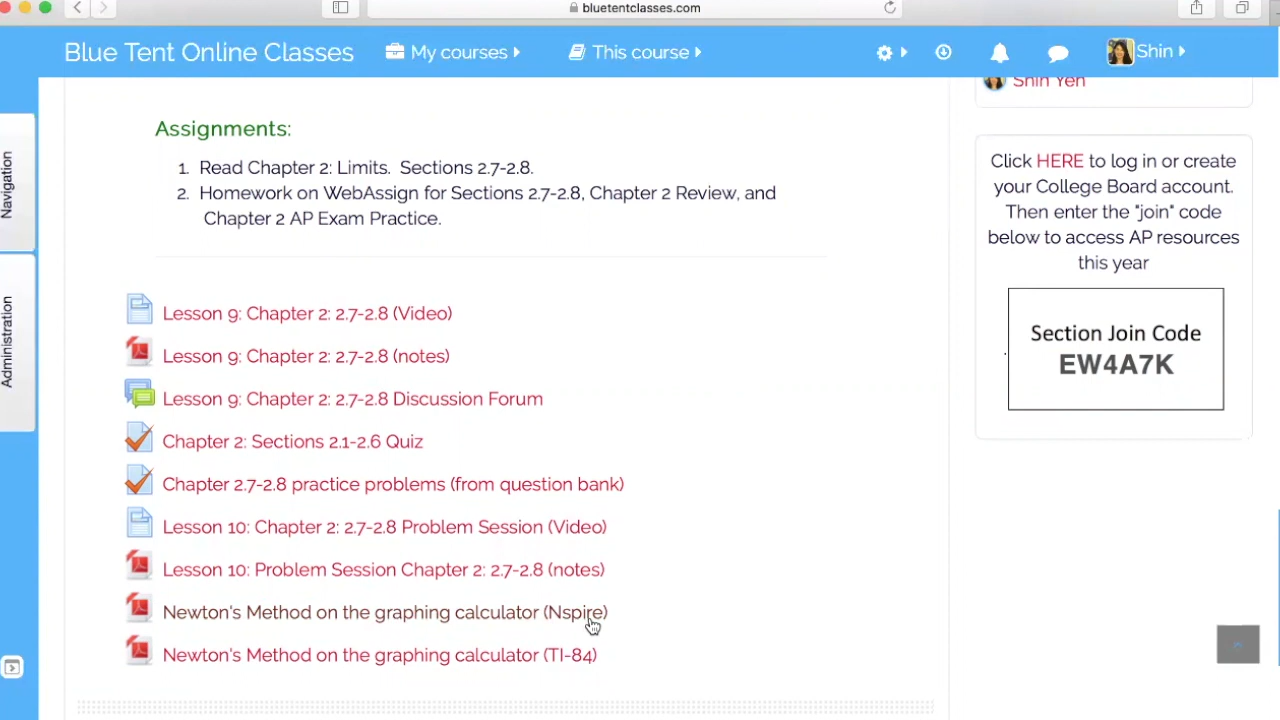 bluetentclasses.com
Blue Tent Online Classes
My courses
This course
Shin
Navigation
Administration
Assignments:
1. Read Chapter 2: Limits. Sections 2.7-2.8.
2. Homework on WebAssign for Sections 2.7-2.8, Chapter 2 Review, and
Chapter 2 AP Exam Practice.
Lesson 9: Chapter 2: 2.7-2.8 (Video)
Lesson 9: Chapter 2: 2.7-2.8 (notes)
Lesson 9: Chapter 2: 2.7-2.8 Discussion Forum
Chapter 2: Sections 2.1-2.6 Quiz
Chapter 2.7-2.8 practice problems (from question bank)
Lesson 10: Chapter 2: 2.7-2.8 Problem Session (Video)
Lesson 10: Problem Session Chapter 2: 2.7-2.8 (notes)
Newton's Method on the graphing calculator (Nspire)
Newton's Method on the graphing calculator (TI-84)
Shin Yen
Click HERE to log in or create
your College Board account.
Then enter the "join" code
below to access AP resources
this year
Section Join Code
EW4A7K